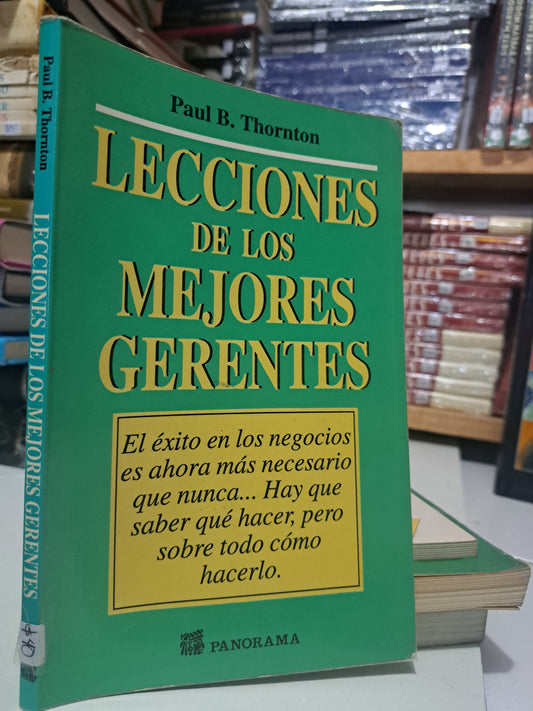 Paul B. Thornton
LECCIONES
DE LOS
MEJORES
GERENTES
El éxito en los negocios
es ahora más necesario
que nunca... Hay que
saber qué hacer, pero
sobre todo cómo
hacerlo.
PANORAMA
Paul B. Thornton
LECCIONES DE LOS MEJORES GERENTES
$40